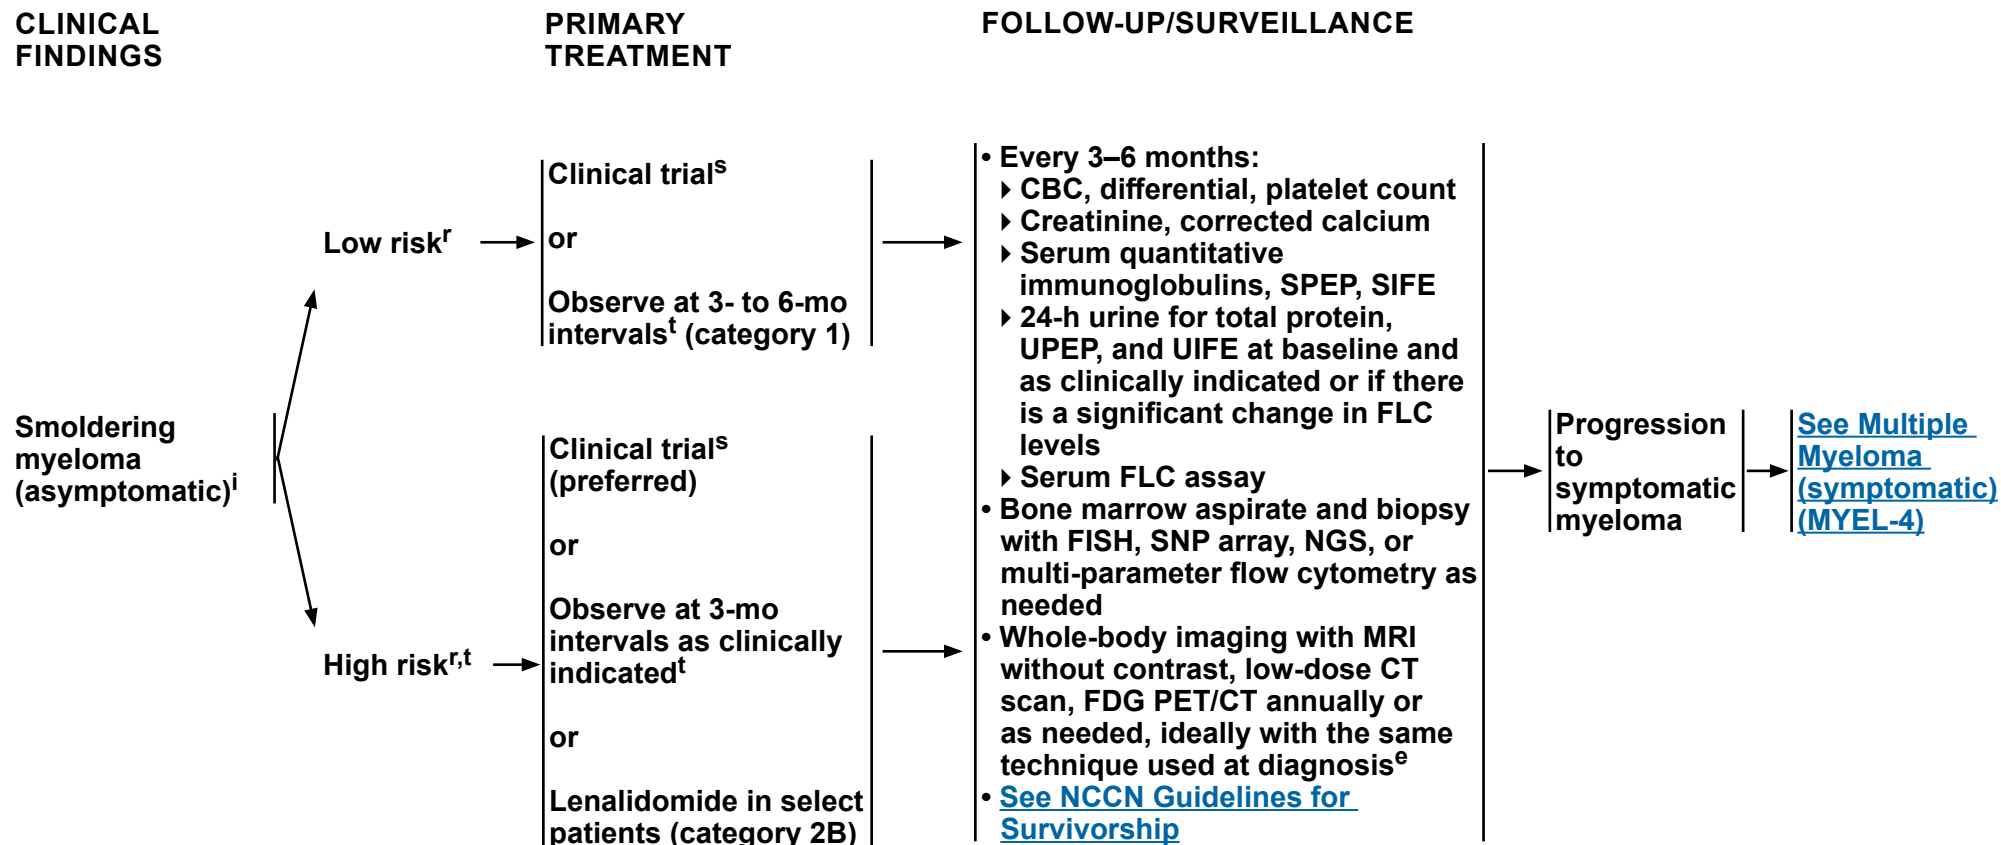 CLINICAL
FINDINGS
PRIMARY
TREATMENT
FOLLOW-UP/SURVEILLANCE
Smoldering
myeloma
(asymptomatic)i
Low riskr
Clinical trials
or
Observe at 3- to 6-mo
intervalst (category 1)
High riskr,t
Clinical trials
(preferred)
or
Observe at 3-mo
intervals as clinically
indicatedt
or
Lenalidomide in select
patients (category 2B)
• Every 3–6 months:
▸ CBC, differential, platelet count
▸ Creatinine, corrected calcium
▸ Serum quantitative
immunoglobulins, SPEP, SIFE
▸ 24-h urine for total protein,
UPEP, and UIFE at baseline and
as clinically indicated or if there
is a significant change in FLC
levels
▸ Serum FLC assay
• Bone marrow aspirate and biopsy
with FISH, SNP array, NGS, or
multi-parameter flow cytometry as
needed
• Whole-body imaging with MRI
without contrast, low-dose CT
scan, FDG PET/CT annually or
as needed, ideally with the same
technique used at diagnosise
• See NCCN Guidelines for
Survivorship
Progression
to
symptomatic
myeloma
See Multiple
Myeloma
(symptomatic)
(MYEL-4)